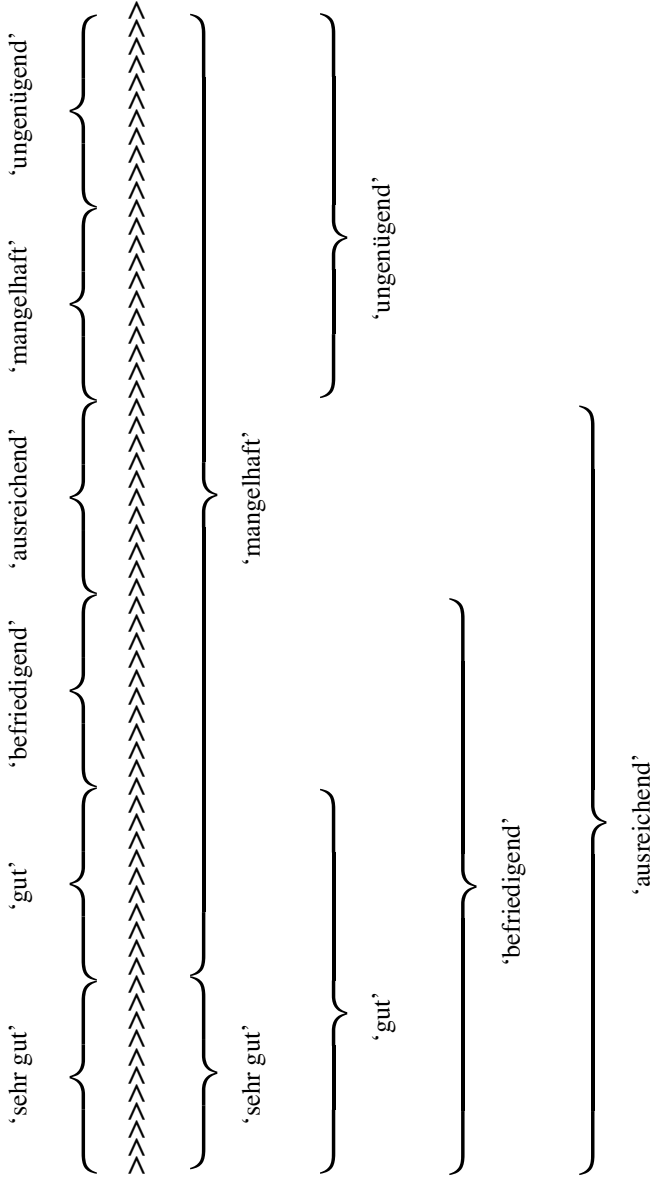 ‘sehr gut’ ‘gut’ ‘befriedigend’ ‘ausreichend’ ‘mangelhaft’ ‘ungenügend’
>>>>>>>>>>>>>>>>>>>>>>>>>>>>>>>>>>>>>>>>>>>>>>>>>>>>>>>>>>>>
‘sehr gut’ ‘mangelhaft’
‘gut’ ‘ungenügend’
‘befriedigend’
‘ausreichend’